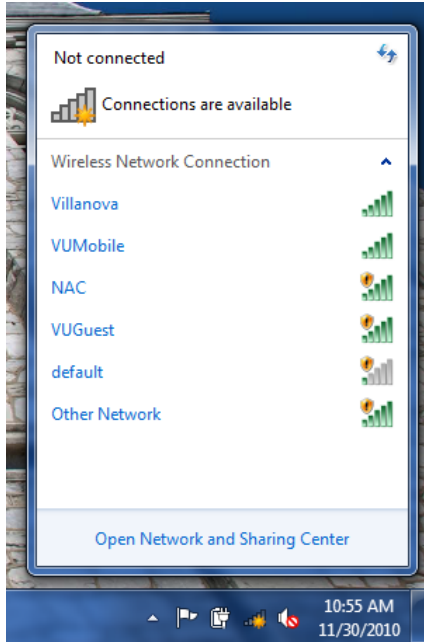 Not connected
Connections are available
Wireless Network Connection
Villanova
VUMobile
NAC
VUGuest
default
Other Network
Open Network and Sharing Center
10:55 AM
11/30/2010